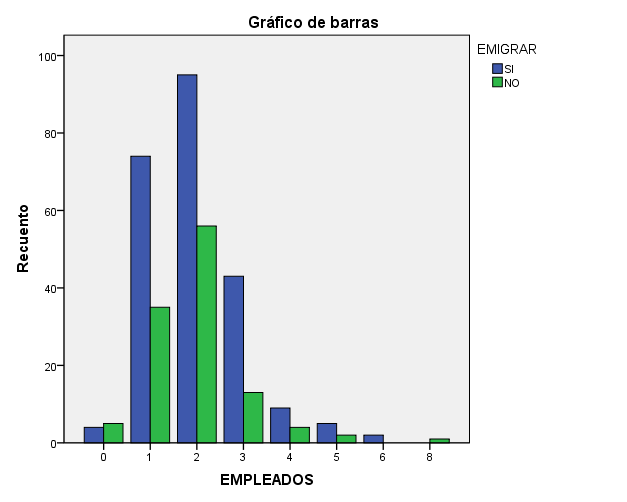 Gráfico de barras
EMIGRAR
SI
NO
Recuento
100
80
60
40
20
0
0 1 2 3 4 5 6 8
EMPLEADOS